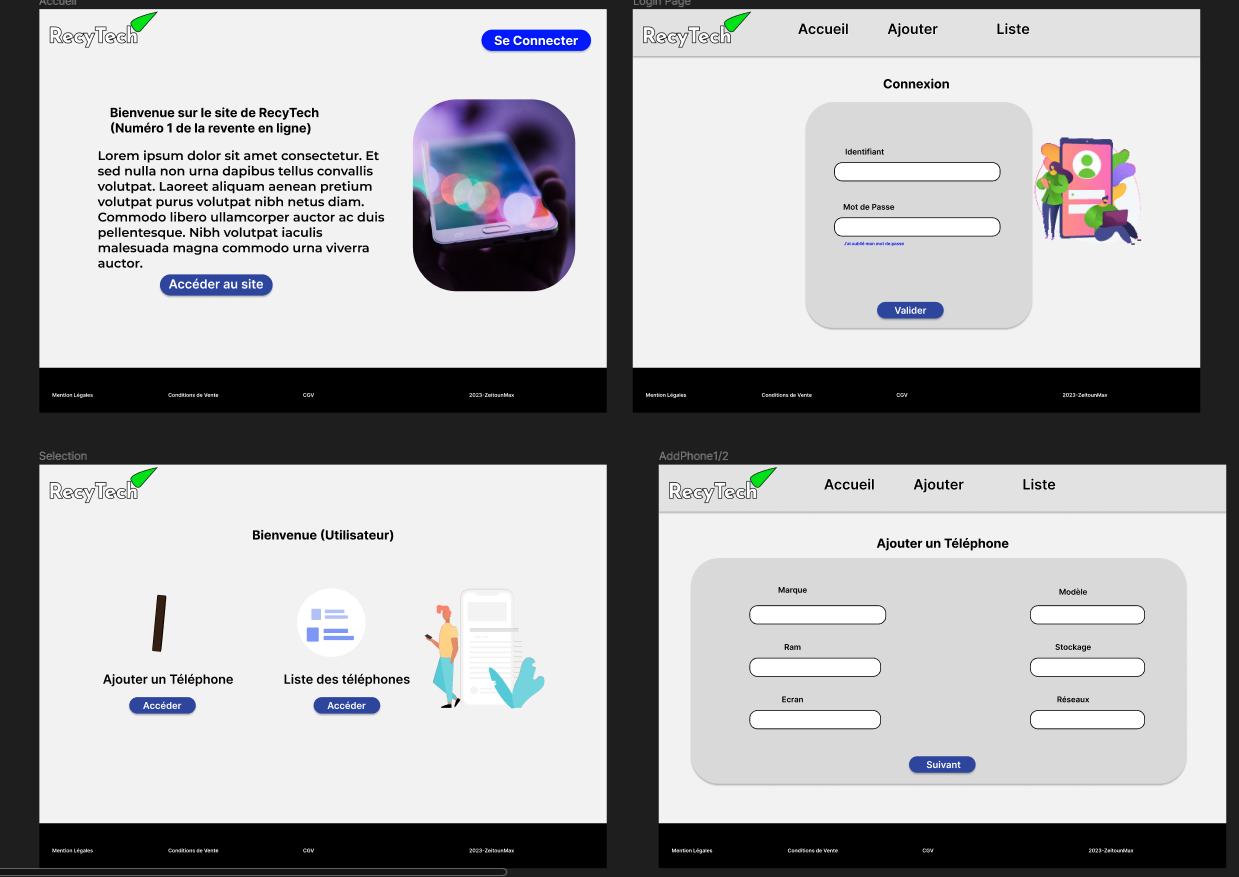 Accueil
RecyTech
Se Connecter
Bienvenue sur le site de RecyTech
(Numéro 1 de la revente en ligne)
Lorem ipsum dolor sit amet consectetur. Et
sed nulla non urna dapibus tellus convallis
volutpat. Laoreet aliquam aenean pretium
volutpat purus volutpat nibh netus diam.
Commodo libero ullamcorper auctor ac duis
pellentesque. Nibh volutpat iaculis
malesuada magna commodo urna viverra
auctor.
Accéder au site
Mention Légales
Conditions de Vente
CGV
2023-ZeitounMax
Login Page
RecyTech
Accueil
Ajouter
Liste
Connexion
Identifiant
Mot de Passe
J'ai oublié mon mot de passe
Valider
Mention Légales
Conditions de Vente
CGV
2023-ZeitounMax
Selection
RecyTech
Bienvenue (Utilisateur)
Ajouter un Téléphone
Accéder
Liste des téléphones
Accéder
Mention Légales
Conditions de Vente
CGV
2023-ZeitounMax
AddPhone1/2
RecyTech
Accueil
Ajouter
Liste
Ajouter un Téléphone
Marque
Modèle
Ram
Stockage
Ecran
Réseaux
Suivant
Mention Légales
Conditions de Vente
CGV
2023-ZeitounMax